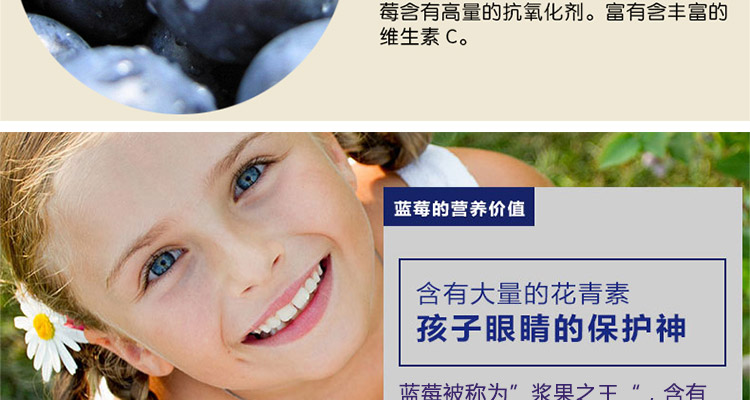 莓含有高量的抗氧化剂。富有含丰富的
维生素 C。
蓝莓的营养价值
含有大量的花青素
孩子眼睛的保护神
蓝莓被称为”浆果之王“，含有